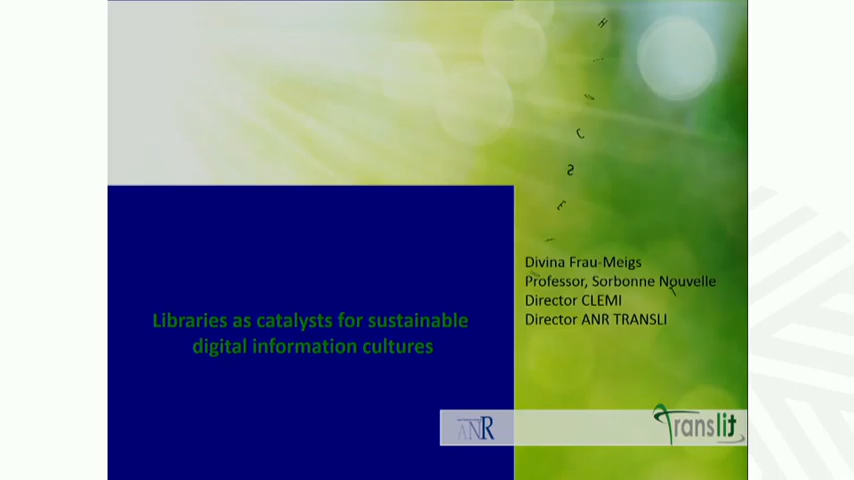 Libraries as catalysts for sustainable
digital information cultures
Divina Frau-Meigs
Professor, Sorbonne Nouvelle
Director CLEMI
Director ANR TRANSLI
ANR
Translit